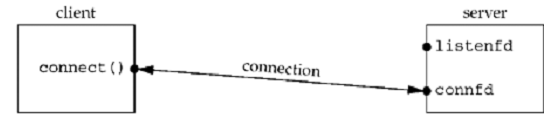 client
server
connect()
connection
listenfd
connfd